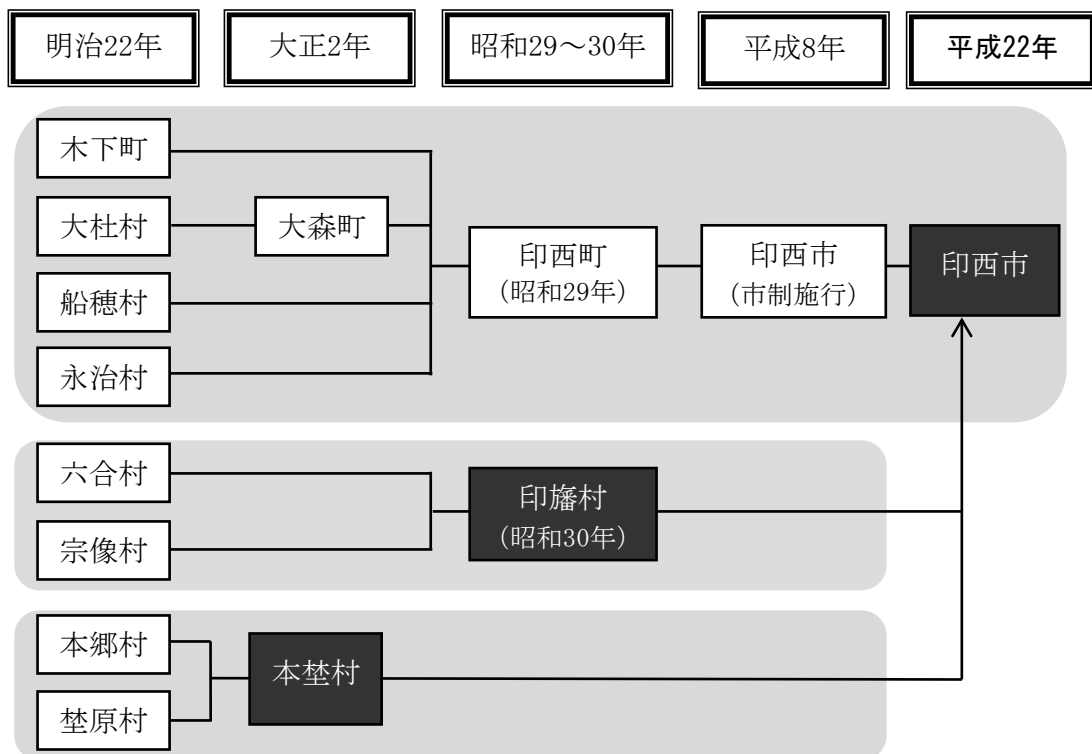 明治22年
大正2年
昭和29～30年
平成8年
平成22年
木下町
大杜村
大森町
船穂村
永治村
印西町
(昭和29年)
印西市
(市制施行)
印西市
六合村
宗像村
印旛村
(昭和30年)
本郷村
埜原村
本埜村